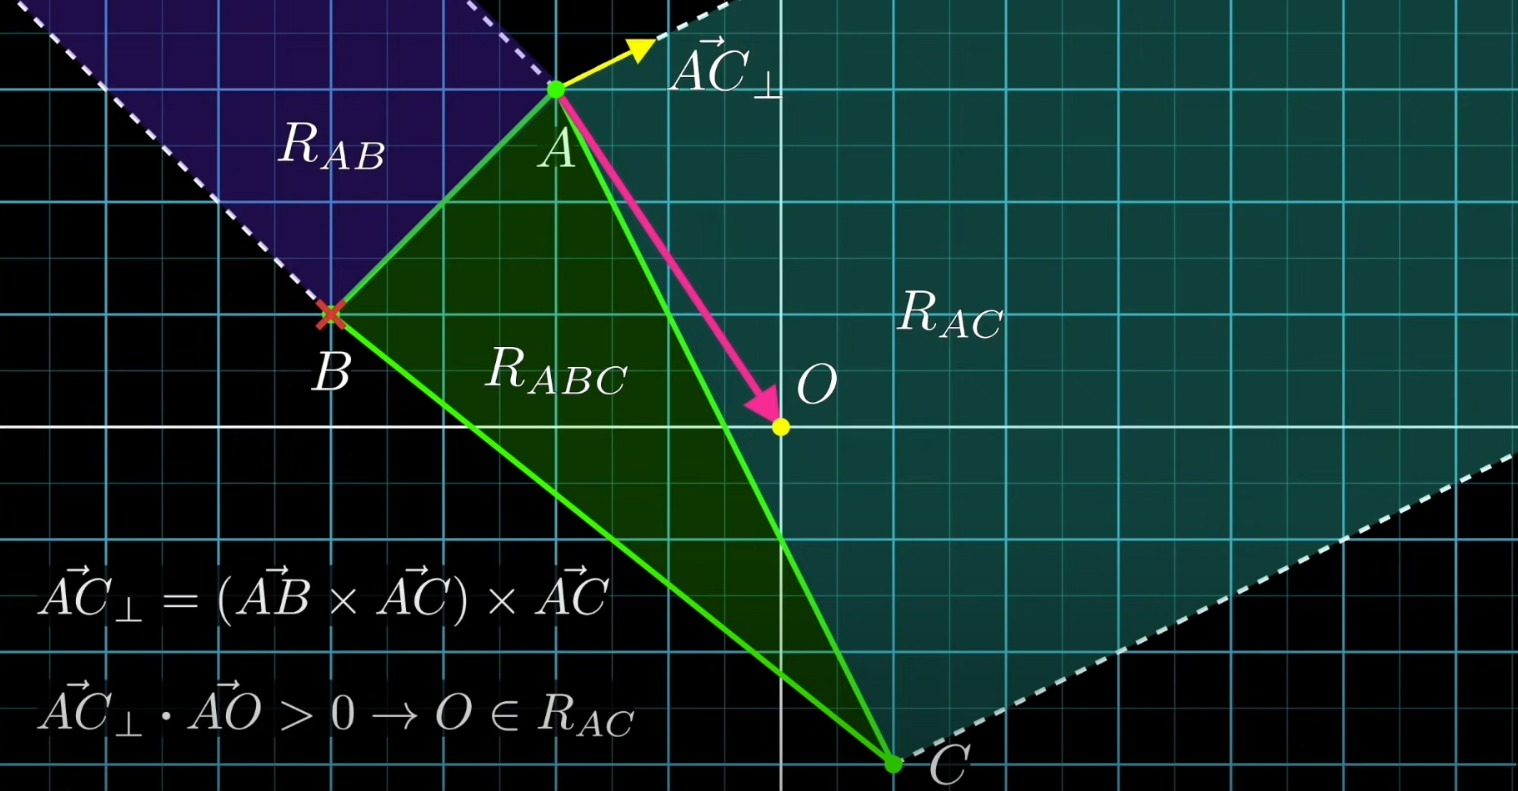 AC⃗⊥
R_AB
A
R_AC
B
R_ABC
O
AC⃗⊥ = (AB⃗ × AC⃗) × AC⃗
AC⃗⊥ · AO⃗ > 0 → O ∈ R_AC
C